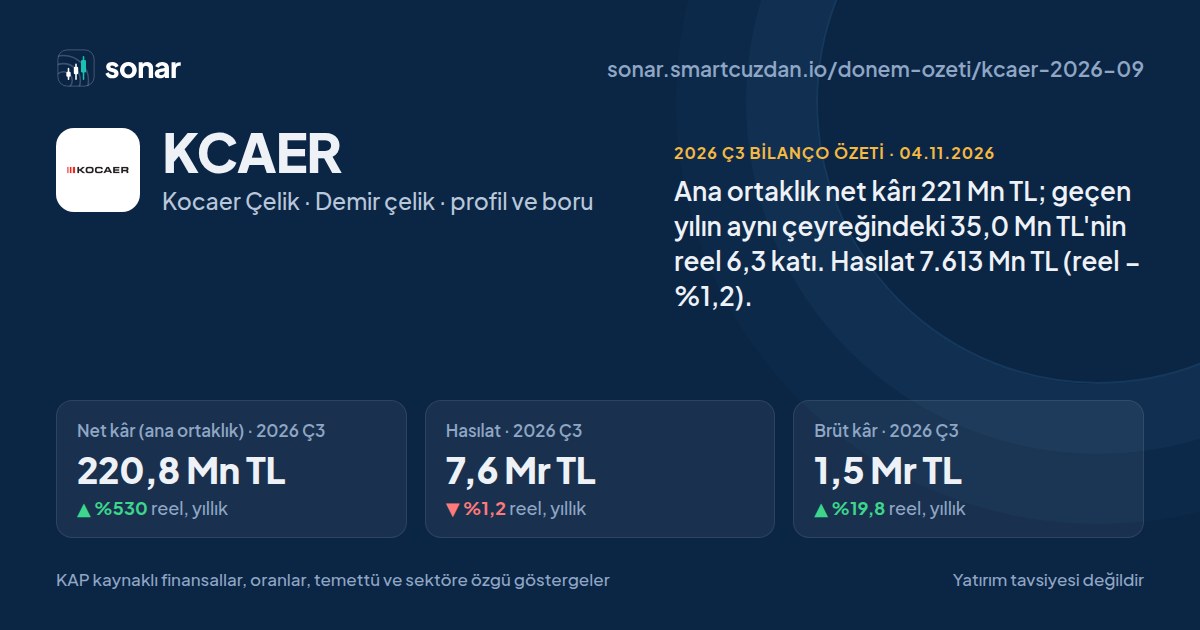 sonar
sonar.smartcuzdan.io/donem-ozeti/kcaer-2026-09
KOCAER
KCAER
Kocaer Çelik · Demir çelik · profil ve boru
2026 Ç3 BİLANÇO ÖZETİ · 04.11.2026
Ana ortaklık net kârı 221 Mn TL; geçen
yılın aynı çeyreğindeki 35,0 Mn TL'nin
reel 6,3 katı. Hasılat 7.613 Mn TL (reel –
%1,2).
Net kâr (ana ortaklık) · 2026 Ç3
220,8 Mn TL
▲ %530 reel, yıllık
Hasılat · 2026 Ç3
7,6 Mr TL
▼ %1,2 reel, yıllık
Brüt kâr · 2026 Ç3
1,5 Mr TL
▲ %19,8 reel, yıllık
KAP kaynaklı finansallar, oranlar, temettü ve sektöre özgü göstergeler
Yatırım tavsiyesi değildir